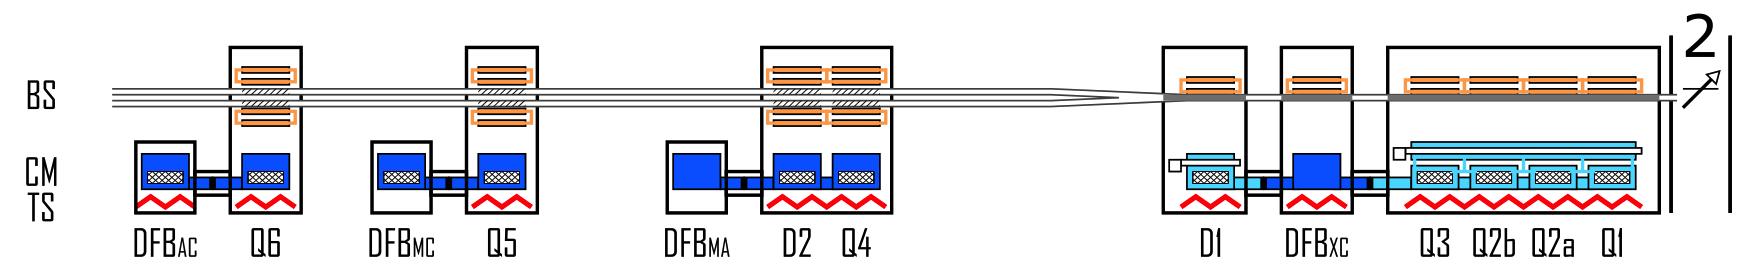 2
BS
CM
TS
DFBAC Q6 DFBMC Q5 DFBMA D2 Q4 D1 DFBXC Q3 Q2b Q2a Q1